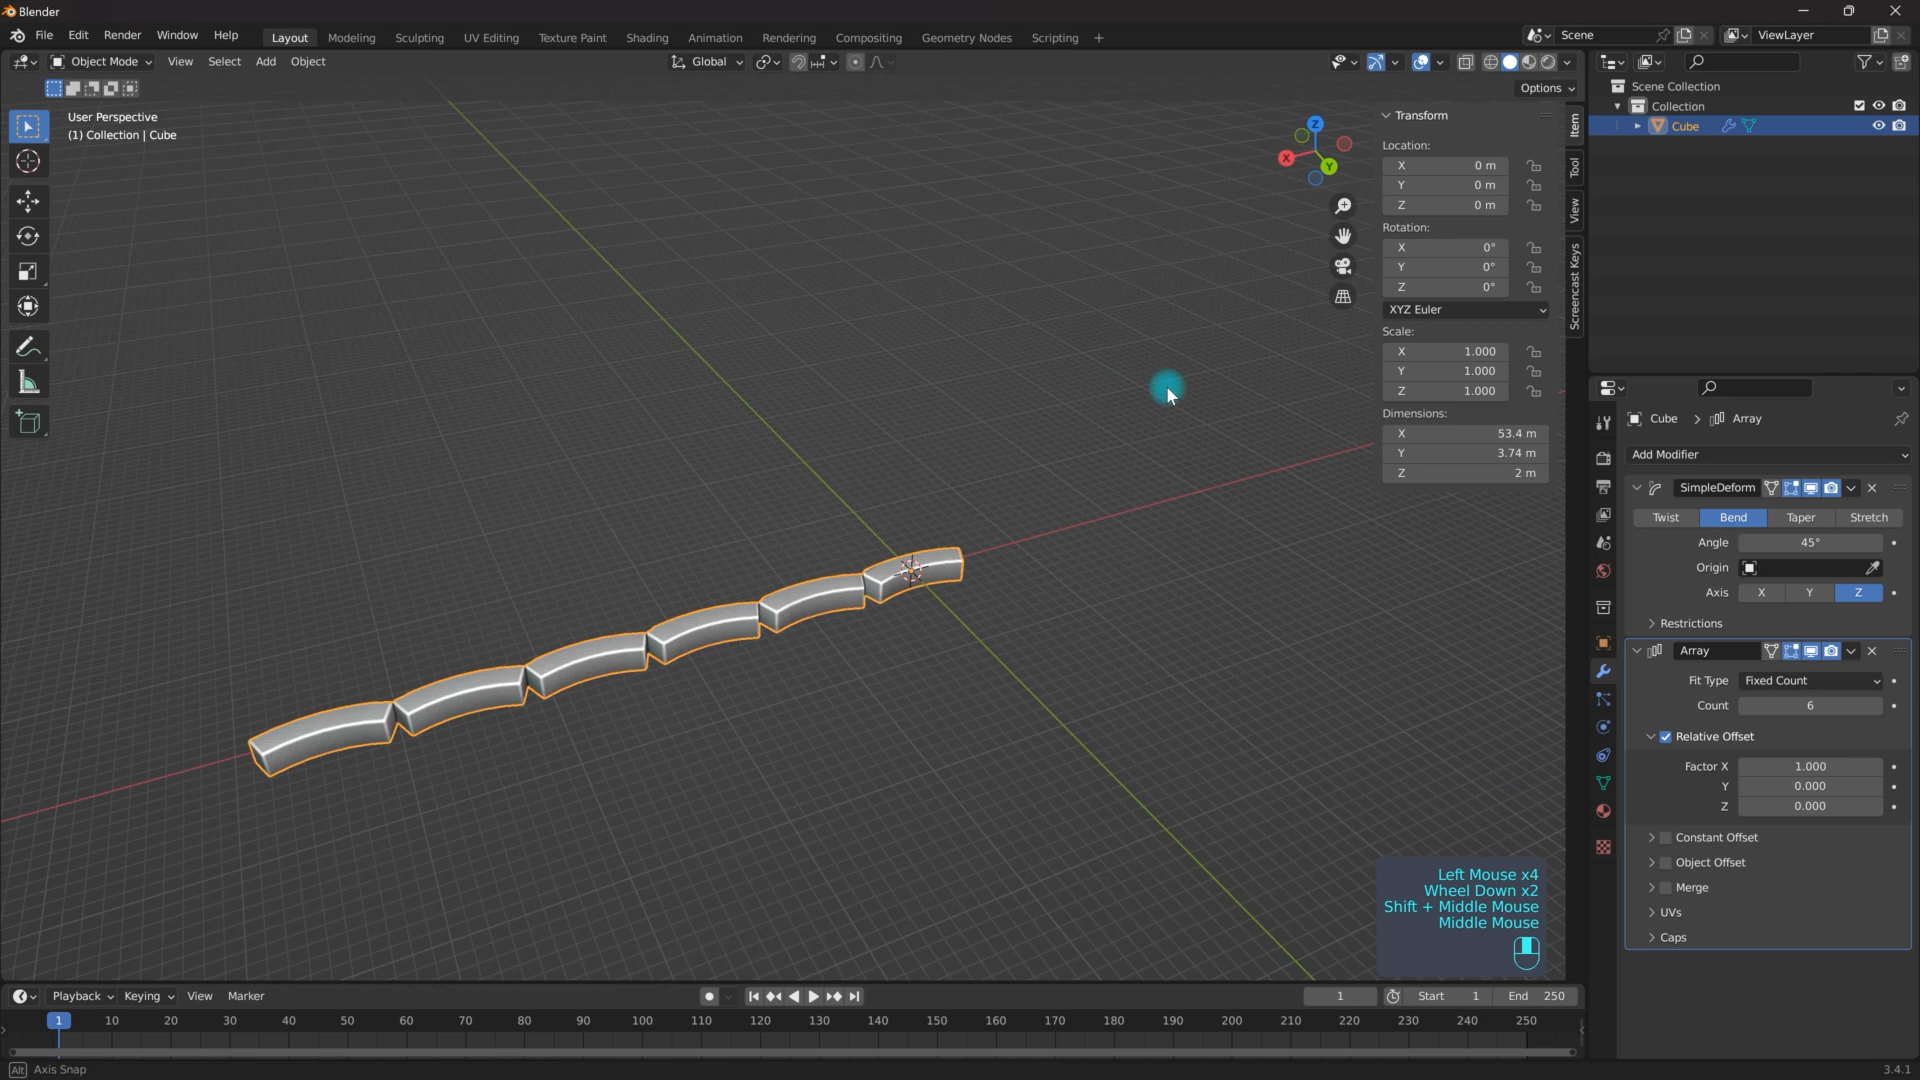 Blender
File Edit Render Window Help
Layout Modeling Sculpting UV Editing Texture Paint Shading Animation Rendering Compositing Geometry Nodes Scripting +
Scene
ViewLayer
Object Mode View Select Add Object
Global
Options
User Perspective
(1) Collection | Cube
Z
X
Y
Transform
Location:
X 0 m
Y 0 m
Z 0 m
Rotation:
X 0°
Y 0°
Z 0°
XYZ Euler
Scale:
X 1.000
Y 1.000
Z 1.000
Dimensions:
X 53.4 m
Y 3.74 m
Z 2 m
Item
Tool
View
Screencast Keys
Scene Collection
Collection
Cube
Cube > Array
Add Modifier
SimpleDeform
Twist Bend Taper Stretch
Angle 45°
Origin
Axis X Y Z
Restrictions
Array
Fit Type Fixed Count
Count 6
Relative Offset
Factor X 1.000
Y 0.000
Z 0.000
Constant Offset
Object Offset
Merge
UVs
Caps
Left Mouse x4
Wheel Down x2
Shift + Middle Mouse
Middle Mouse
Playback Keying View Marker
1
Start 1
End 250
1 10 20 30 40 50 60 70 80 90 100 110 120 130 140 150 160 170 180 190 200 210 220 230 240 250
Alt Axis Snap
3.4.1